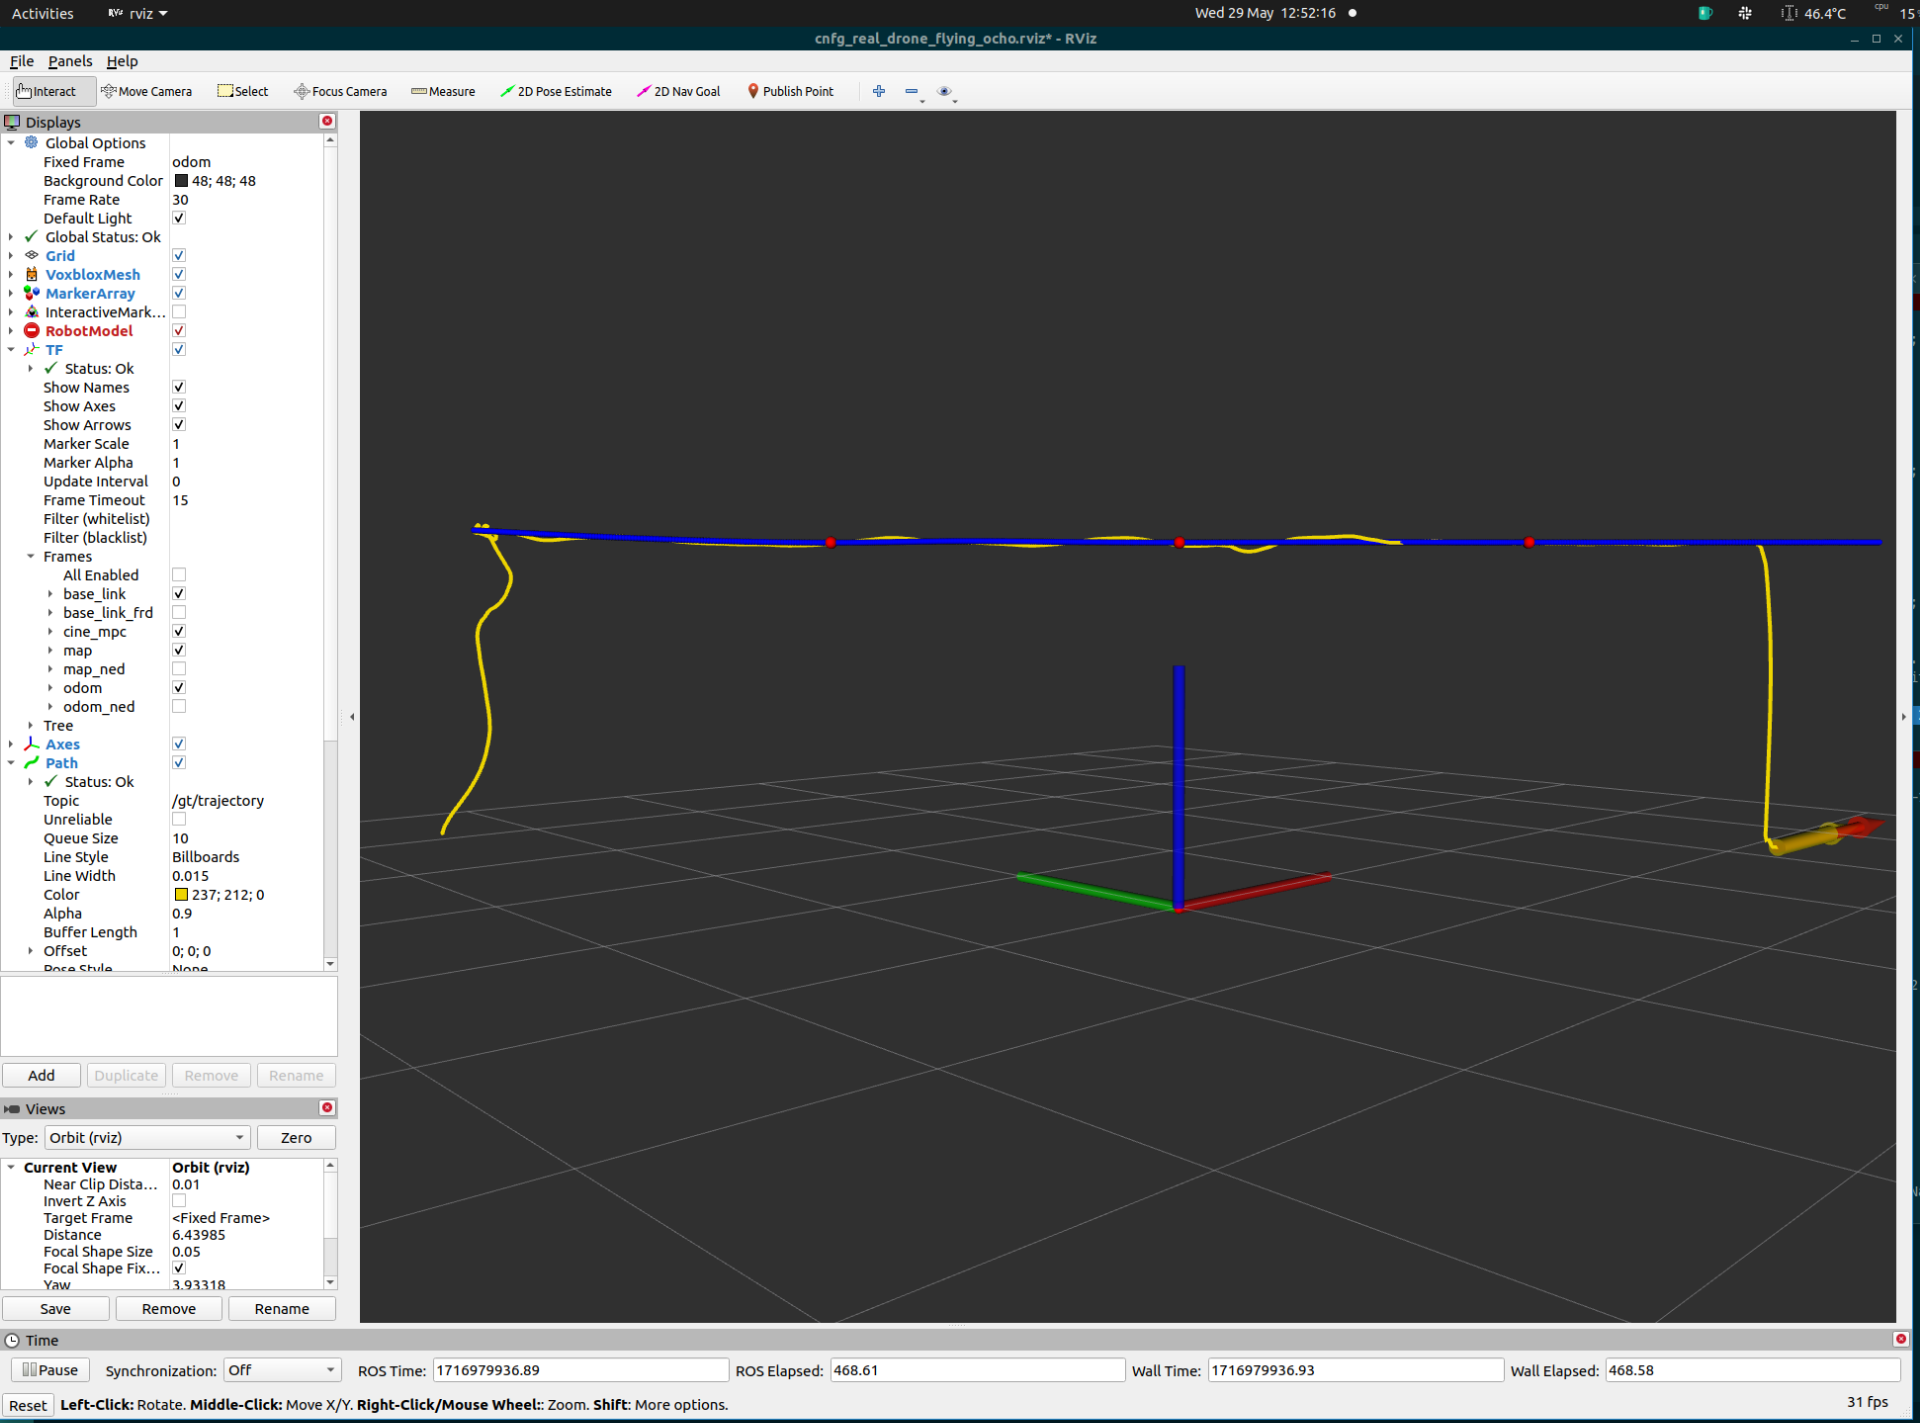 Activities rviz Wed 29 May 12:52:16 46.4°C cpu 15
cnfg_real_drone_flying_ocho.rviz* - RViz
File Panels Help
Interact Move Camera Select Focus Camera Measure 2D Pose Estimate 2D Nav Goal Publish Point
Displays
Global Options
Fixed Frame odom
Background Color 48; 48; 48
Frame Rate 30
Default Light
Global Status: Ok
Grid
VoxbloxMesh
MarkerArray
InteractiveMark...
RobotModel
TF
Status: Ok
Show Names
Show Axes
Show Arrows
Marker Scale 1
Marker Alpha 1
Update Interval 0
Frame Timeout 15
Filter (whitelist)
Filter (blacklist)
Frames
All Enabled
base_link
base_link_frd
cine_mpc
map
map_ned
odom
odom_ned
Tree
Axes
Path
Status: Ok
Topic /gt/trajectory
Unreliable
Queue Size 10
Line Style Billboards
Line Width 0.015
Color 237; 212; 0
Alpha 0.9
Buffer Length 1
Offset 0; 0; 0
Pose Style None
Add Duplicate Remove Rename
Views
Type: Orbit (rviz) Zero
Current View Orbit (rviz)
Near Clip Dista... 0.01
Invert Z Axis
Target Frame <Fixed Frame>
Distance 6.43985
Focal Shape Size 0.05
Focal Shape Fix...
Yaw 3.93318
Save Remove Rename
Time
Pause Synchronization: Off ROS Time: 1716979936.89 ROS Elapsed: 468.61 Wall Time: 1716979936.93 Wall Elapsed: 468.58
Reset Left-Click: Rotate. Middle-Click: Move X/Y. Right-Click/Mouse Wheel:: Zoom. Shift: More options. 31 fps